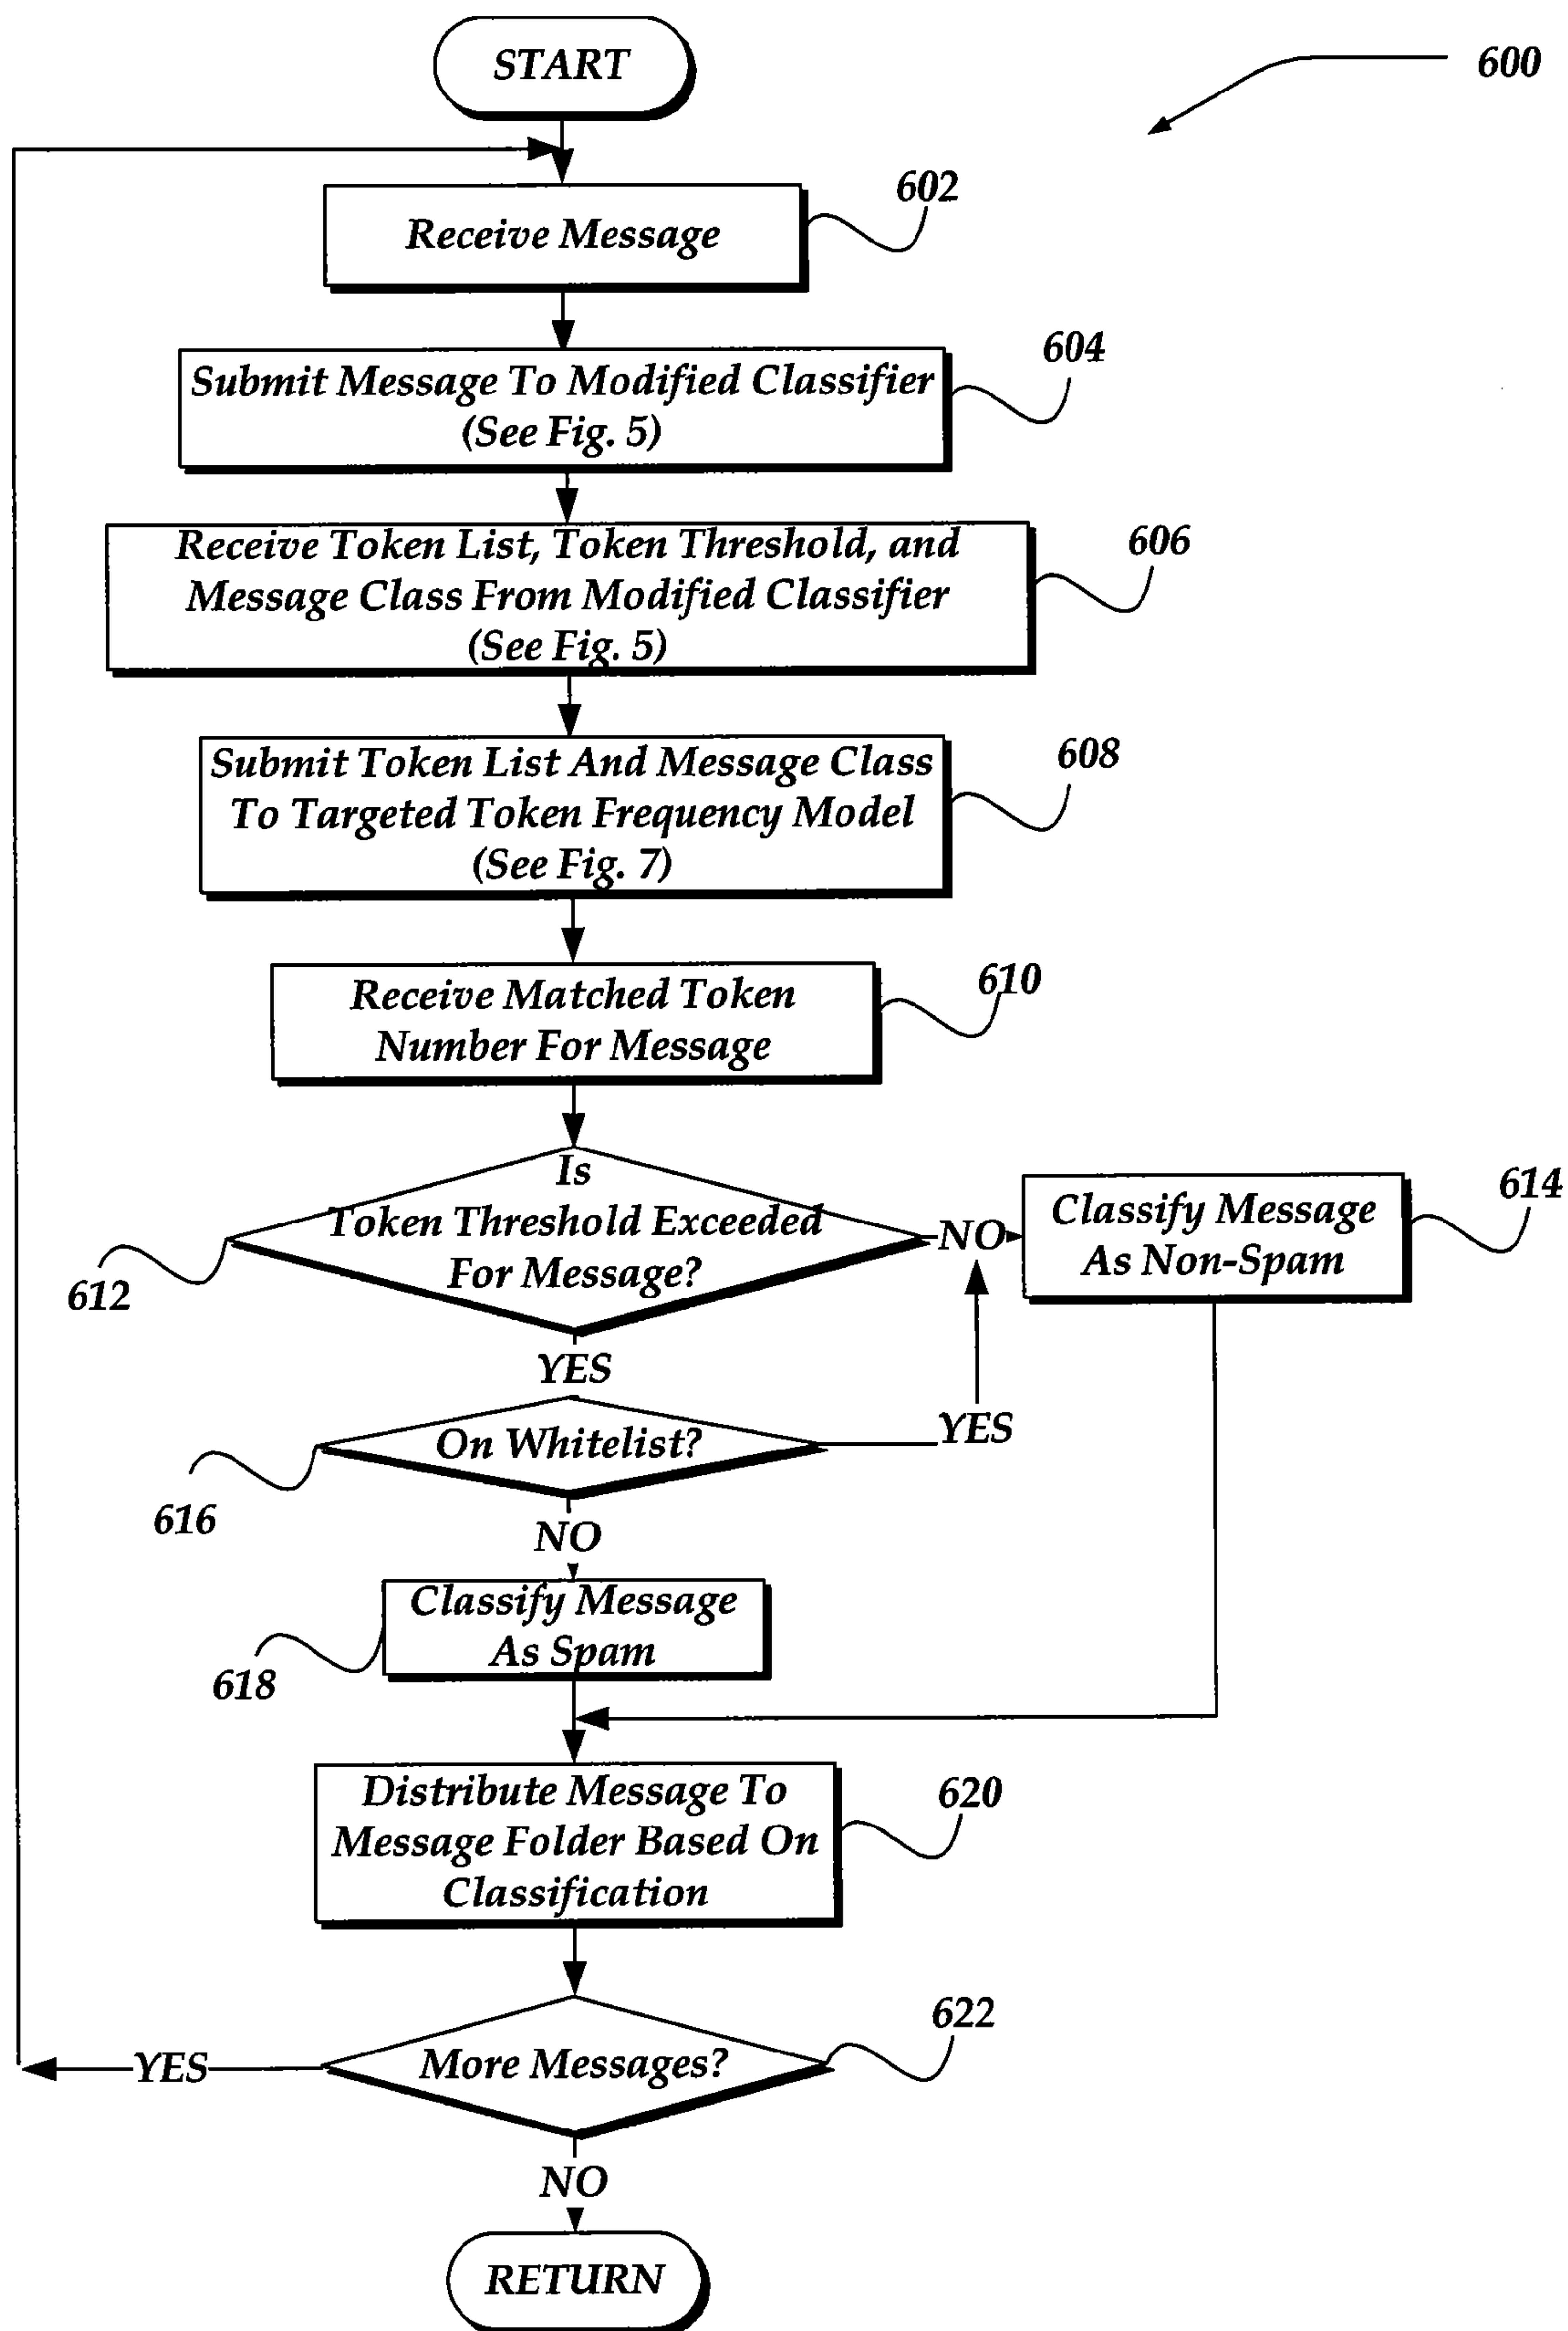 START
600
Receive Message
602
Submit Message To Modified Classifier
(See Fig. 5)
604
Receive Token List, Token Threshold, and
Message Class From Modified Classifier
(See Fig. 5)
606
Submit Token List And Message Class
To Targeted Token Frequency Model
(See Fig. 7)
608
Receive Matched Token
Number For Message
610
Is
Token Threshold Exceeded
For Message?
612
NO
Classify Message
As Non-Spam
614
YES
On Whitelist?
616
YES
NO
Classify Message
As Spam
618
Distribute Message To
Message Folder Based On
Classification
620
More Messages?
622
YES
NO
RETURN